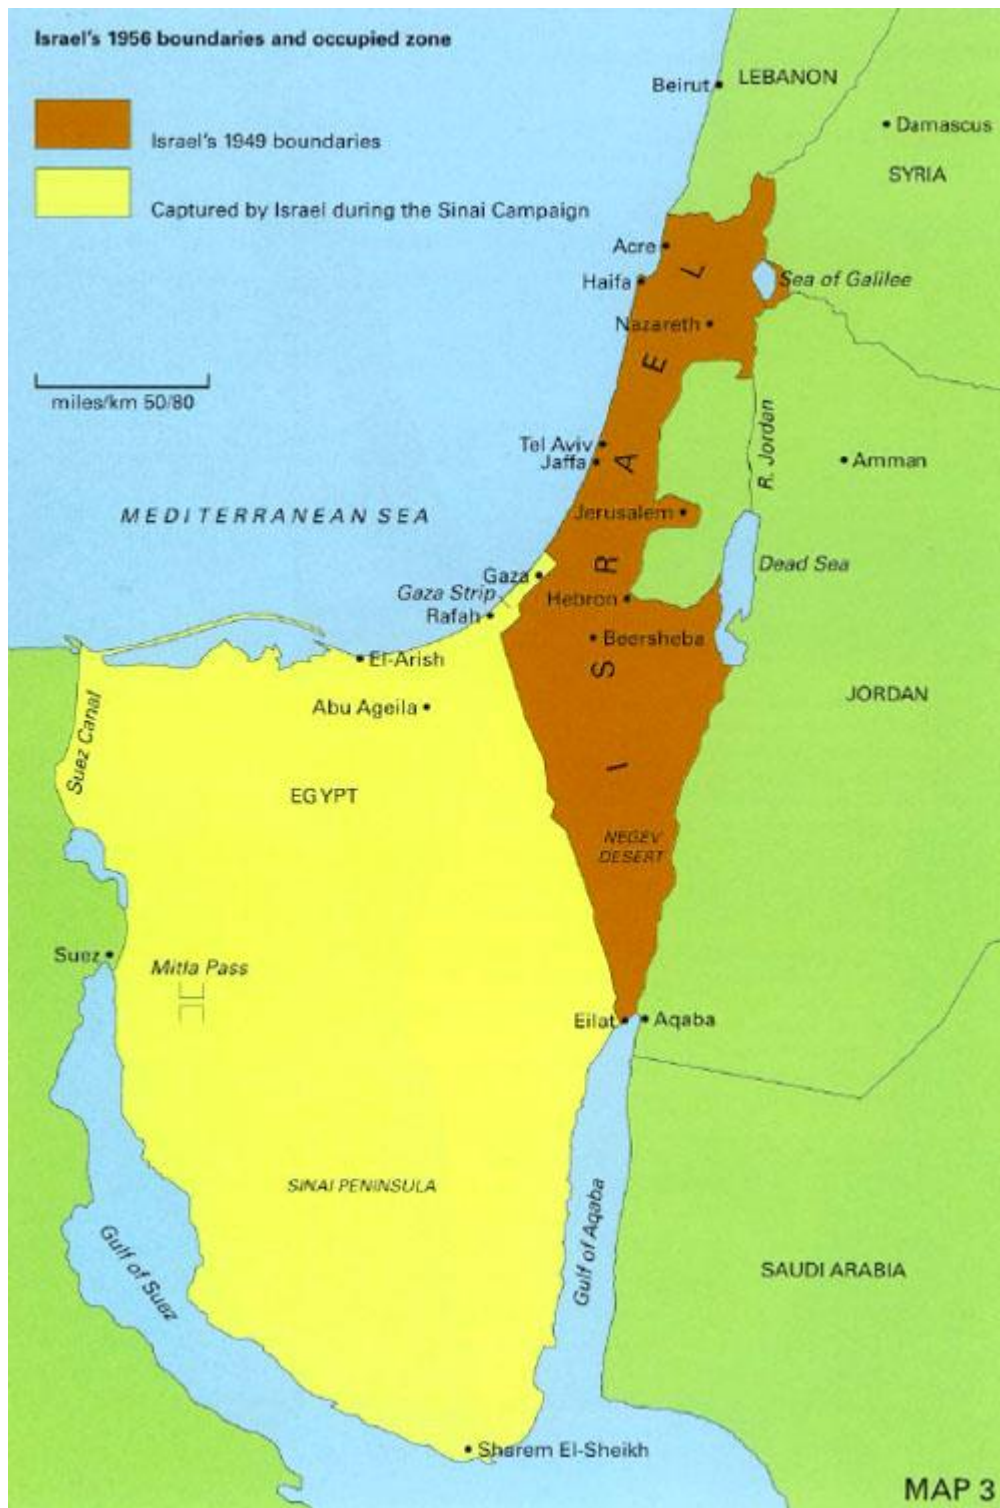 Israel's 1956 boundaries and occupied zone
Israel's 1949 boundaries
Captured by Israel during the Sinai Campaign
miles/km 50/80
Beirut
LEBANON
Damascus
SYRIA
Acre
Haifa
Sea of Galilee
Nazareth
ISRAEL
Tel Aviv
Jaffa
R. Jordan
Amman
MEDITERRANEAN SEA
Jerusalem
Dead Sea
Gaza
Gaza Strip
Hebron
Rafah
Beersheba
El-Arish
Abu Ageila
JORDAN
Suez Canal
EGYPT
NEGEV
DESERT
Suez
Mitla Pass
Eilat
Aqaba
SINAI PENINSULA
Gulf of Suez
Gulf of Aqaba
SAUDI ARABIA
Sharem El-Sheikh
MAP 3